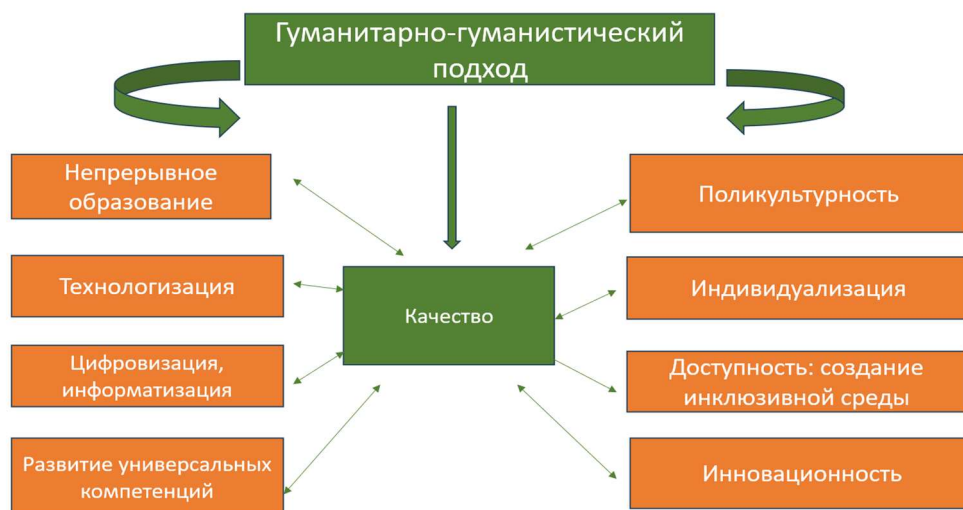 Гуманитарно-гуманистический
подход
Непрерывное
образование
Поликультурность
Технологизация
Индивидуализация
Качество
Цифровизация,
информатизация
Доступность: создание
инклюзивной среды
Развитие универсальных
компетенций
Инновационность